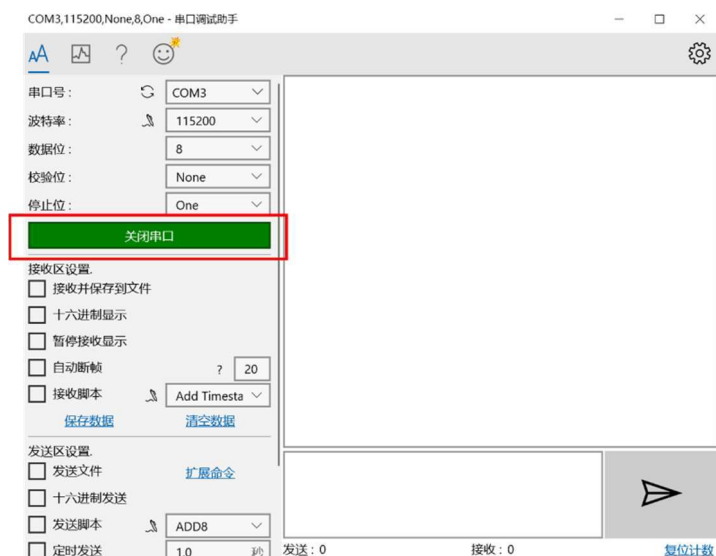 COM3,115200,None,8,One - 串口调试助手
AA
串口号： COM3
波特率： 115200
数据位： 8
校验位： None
停止位： One
关闭串口
接收区设置.
接收并保存到文件
十六进制显示
暂停接收显示
自动断帧 ? 20
接收脚本 Add Timesta
保存数据 清空数据
发送区设置.
发送文件 扩展命令
十六进制发送
发送脚本 ADD8
定时发送 1.0 秒
发送：0 接收：0 复位计数